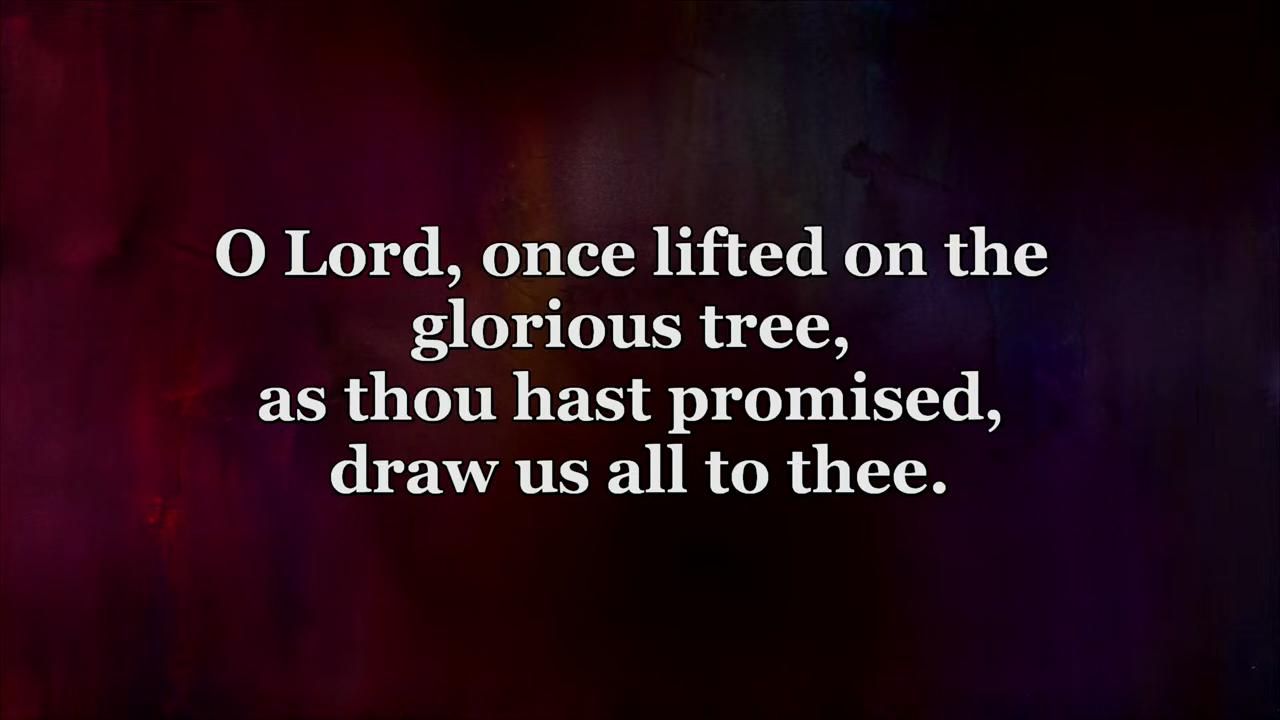 O Lord, once lifted on the
glorious tree,
as thou hast promised,
draw us all to thee.